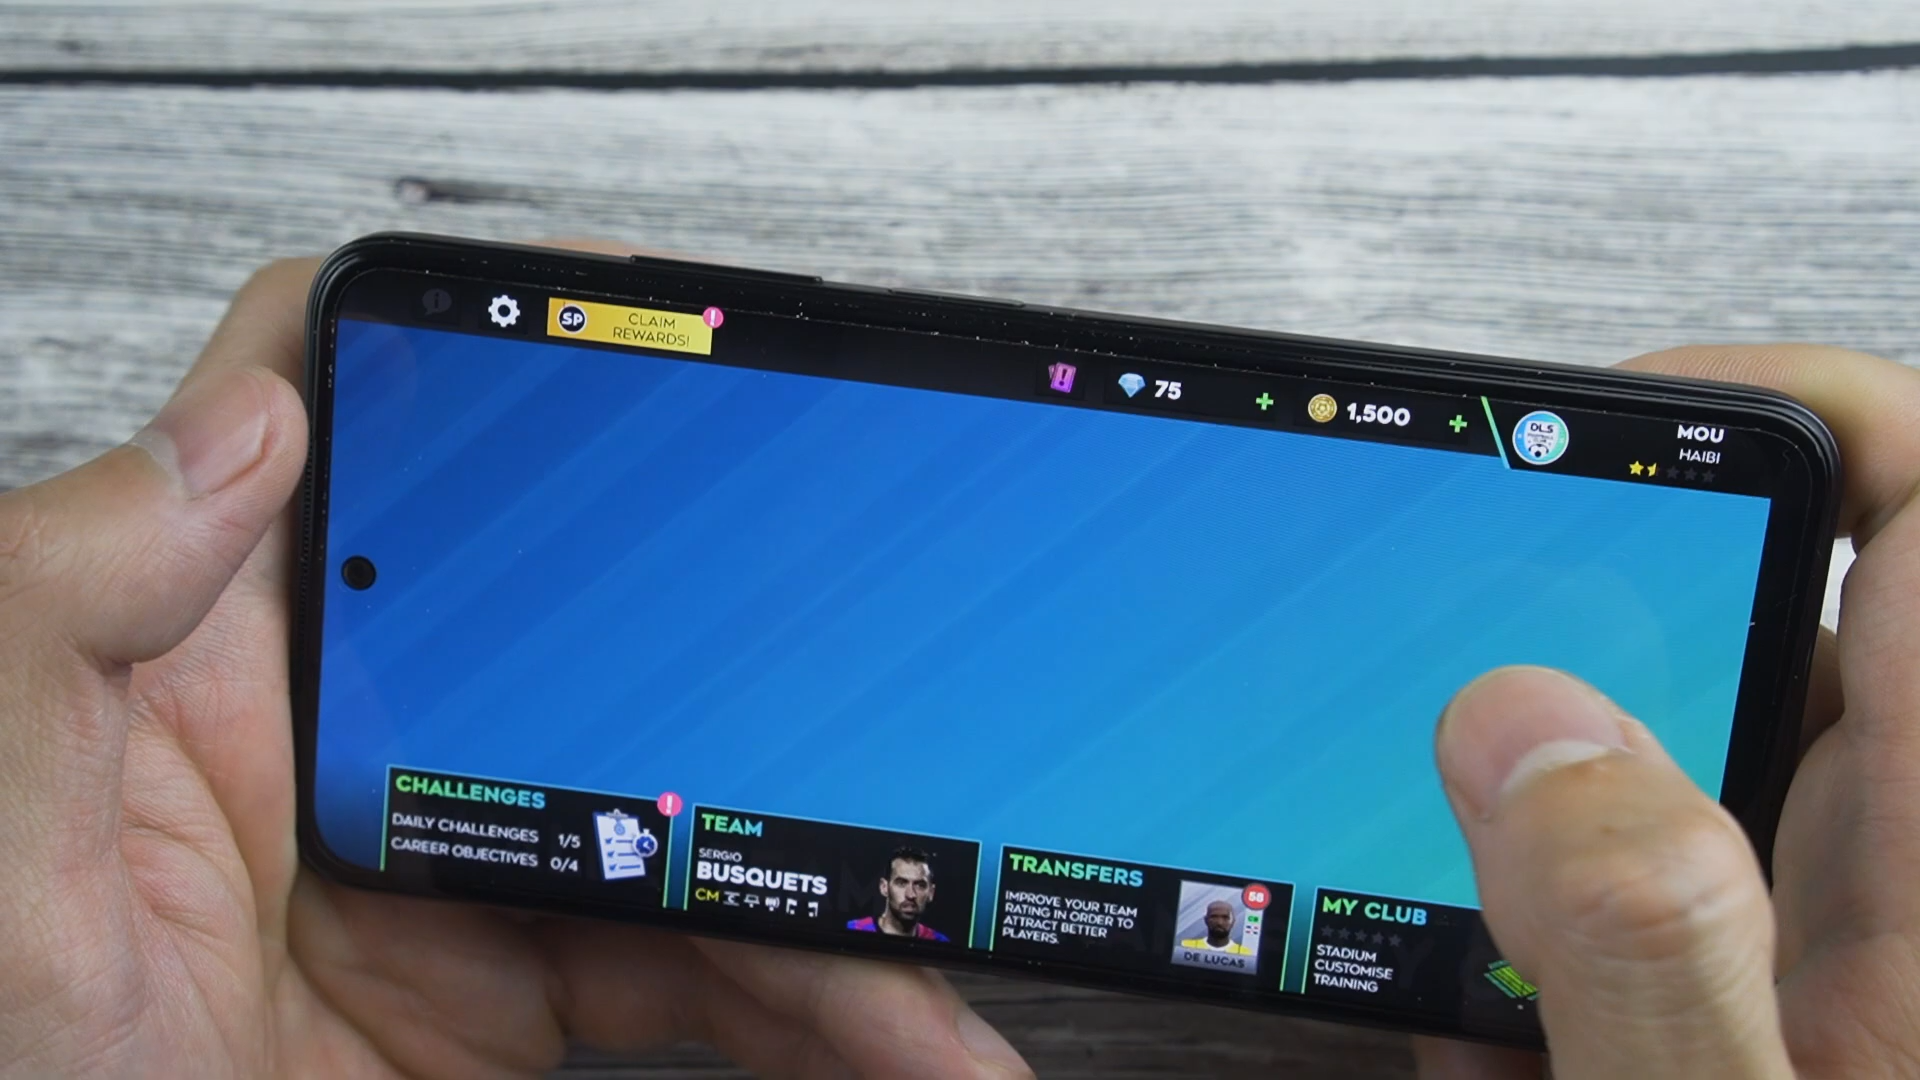 SP
CLAIM
REWARDS!
75
1,500
DLS
MOU
HAIBI
CHALLENGES
DAILY CHALLENGES 1/5
CAREER OBJECTIVES 0/4
TEAM
SERGIO
BUSQUETS
CM
TRANSFERS
IMPROVE YOUR TEAM
RATING IN ORDER TO
ATTRACT BETTER
PLAYERS.
58
DE LUCAS
MY CLUB
STADIUM
CUSTOMISE
TRAINING